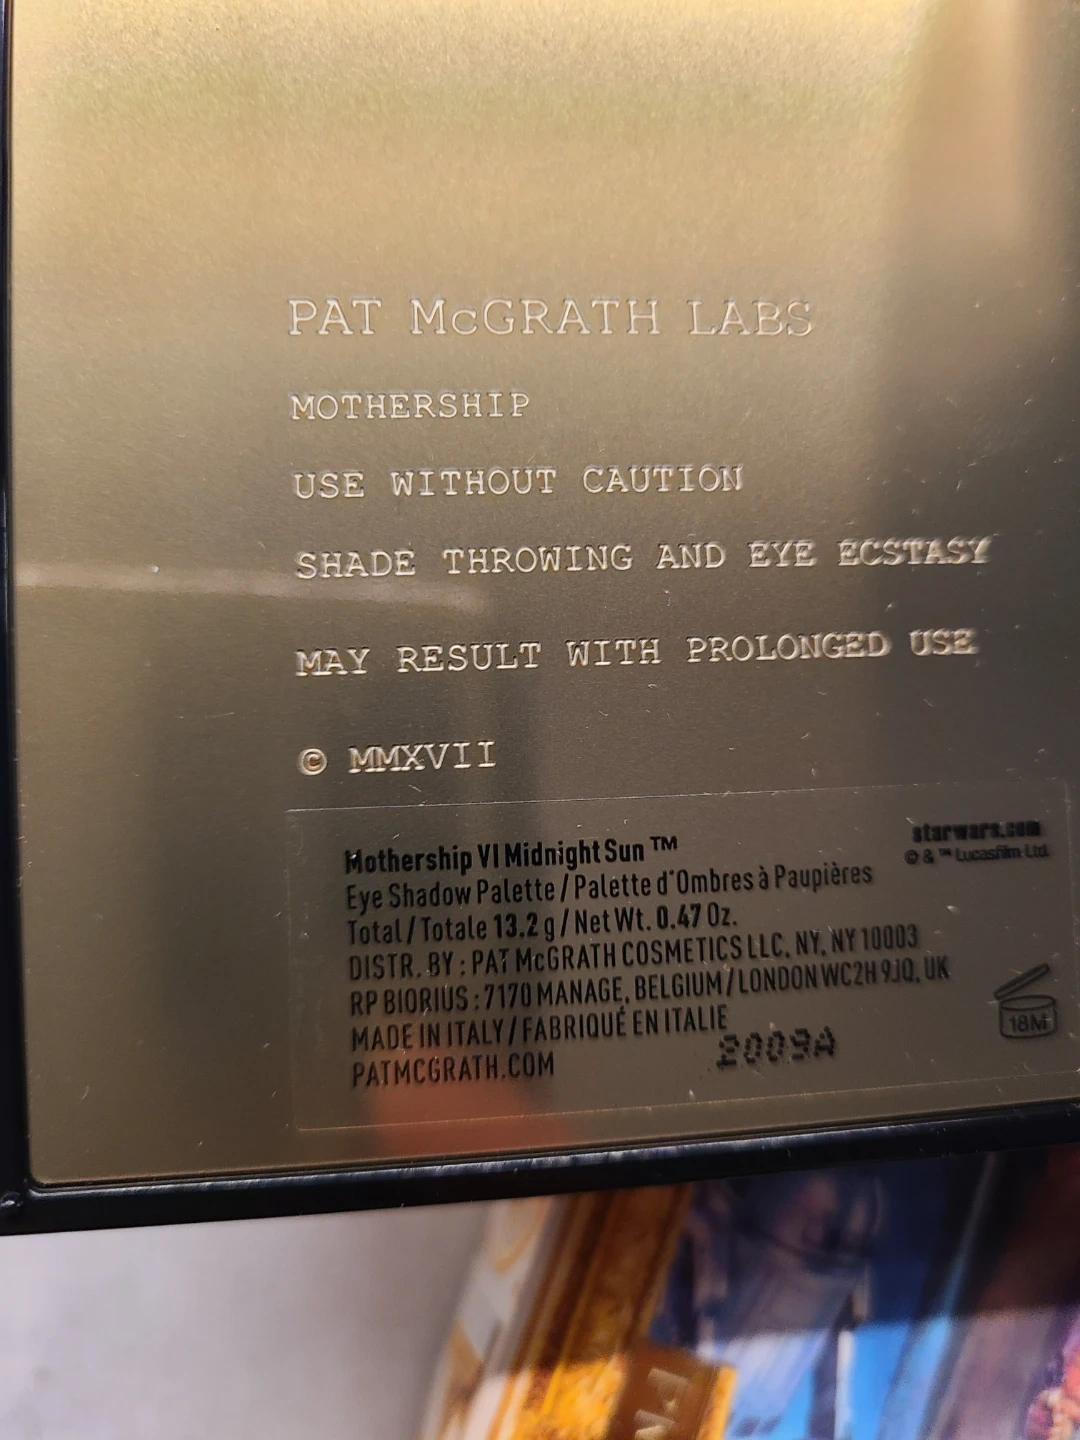 PAT McGRATH LABS
MOTHERSHIP
USE WITHOUT CAUTION
SHADE THROWING AND EYE ECSTASY
MAY RESULT WITH PROLONGED USE
© MMXVII
Mothership VI Midnight Sun ™
Eye Shadow Palette / Palette d'Ombres à Paupières
Total / Totale 13.2 g / Net Wt. 0.47 Oz.
DISTR. BY : PAT McGRATH COSMETICS LLC, NY, NY 10003
RP BIORIUS : 7170 MANAGE, BELGIUM / LONDON WC2H 9JQ, UK
MADE IN ITALY / FABRIQUÉ EN ITALIE
PATMCGRATH.COM
2009A
starwars.com
© & ™ Lucasfilm Ltd.
18M